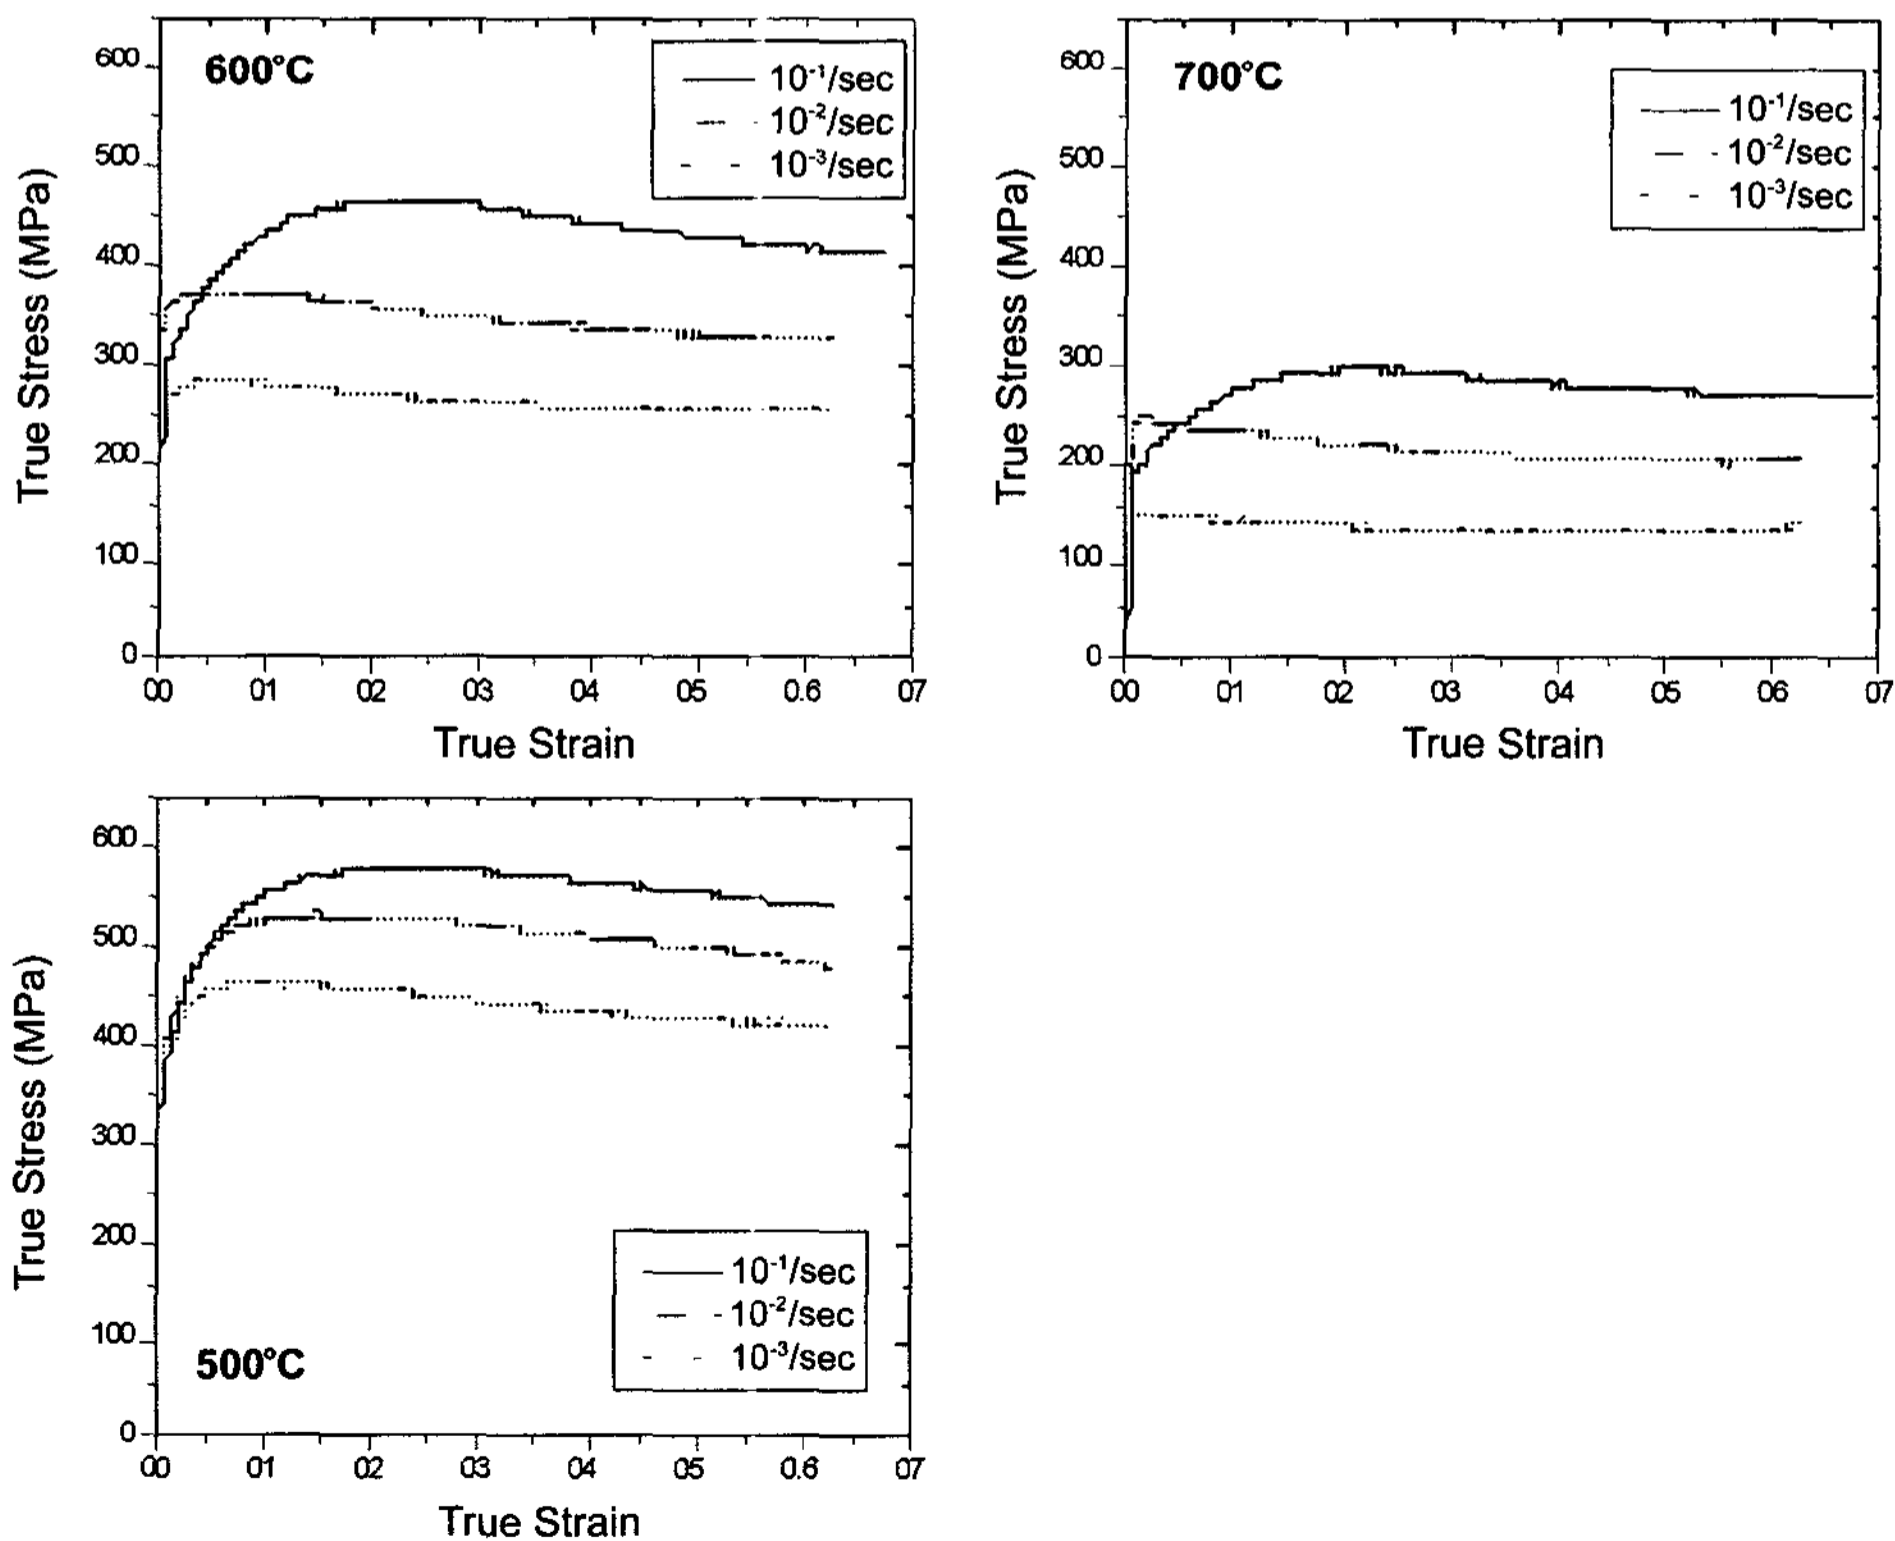 600°C
10⁻¹/sec
10⁻²/sec
10⁻³/sec
600
500
400
300
200
100
0
True Stress (MPa)
00 01 02 03 04 05 0.6 07
True Strain
700°C
10⁻¹/sec
10⁻²/sec
10⁻³/sec
600
500
400
300
200
100
0
True Stress (MPa)
00 01 02 03 04 05 06 07
True Strain
600
500
400
300
200
100
0
True Stress (MPa)
10⁻¹/sec
10⁻²/sec
10⁻³/sec
500°C
00 01 02 03 04 05 0.6 07
True Strain